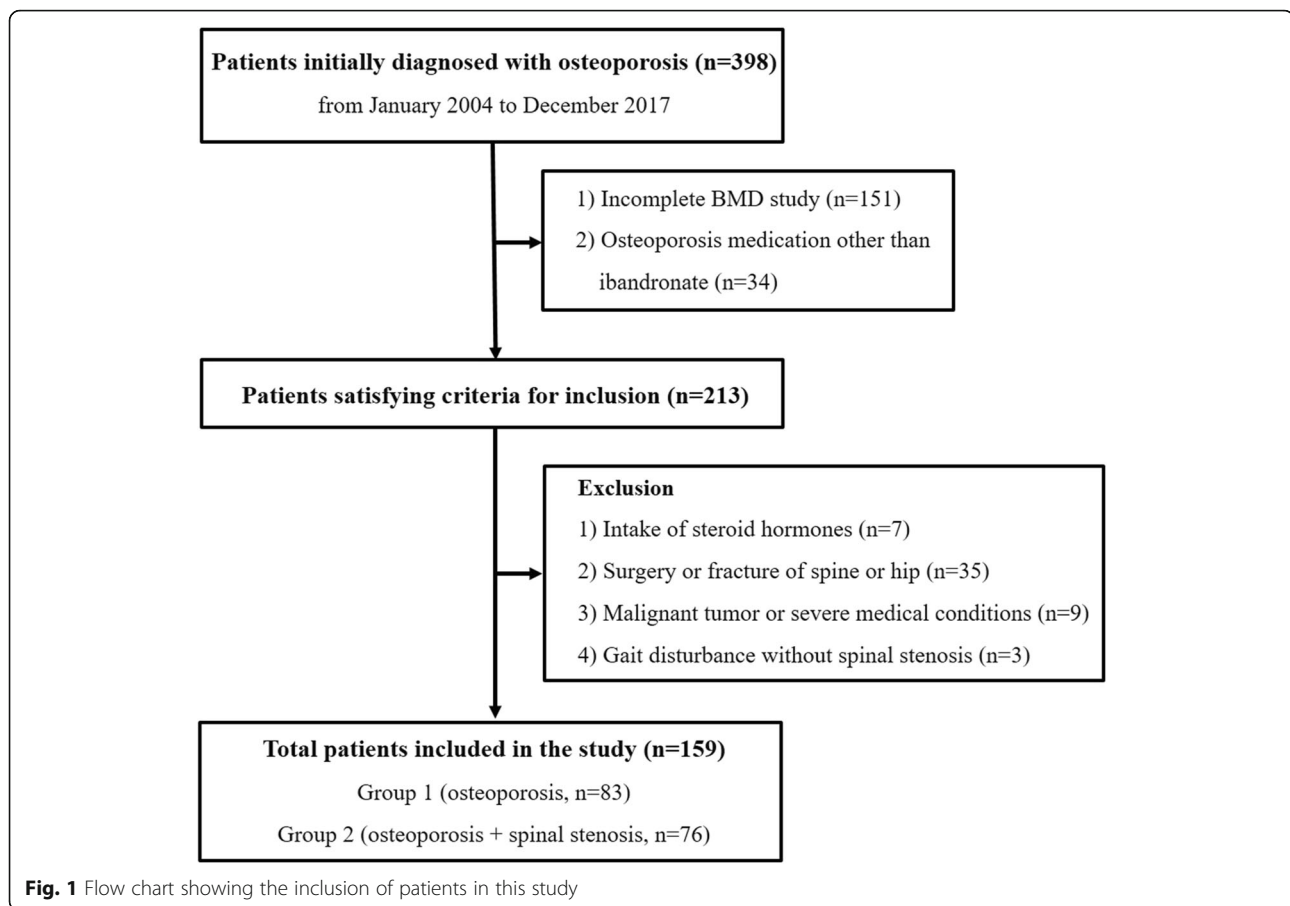 Patients initially diagnosed with osteoporosis (n=398)
from January 2004 to December 2017
1) Incomplete BMD study (n=151)
2) Osteoporosis medication other than
ibandronate (n=34)
Patients satisfying criteria for inclusion (n=213)
Exclusion
1) Intake of steroid hormones (n=7)
2) Surgery or fracture of spine or hip (n=35)
3) Malignant tumor or severe medical conditions (n=9)
4) Gait disturbance without spinal stenosis (n=3)
Total patients included in the study (n=159)
Group 1 (osteoporosis, n=83)
Group 2 (osteoporosis + spinal stenosis, n=76)
Fig. 1 Flow chart showing the inclusion of patients in this study